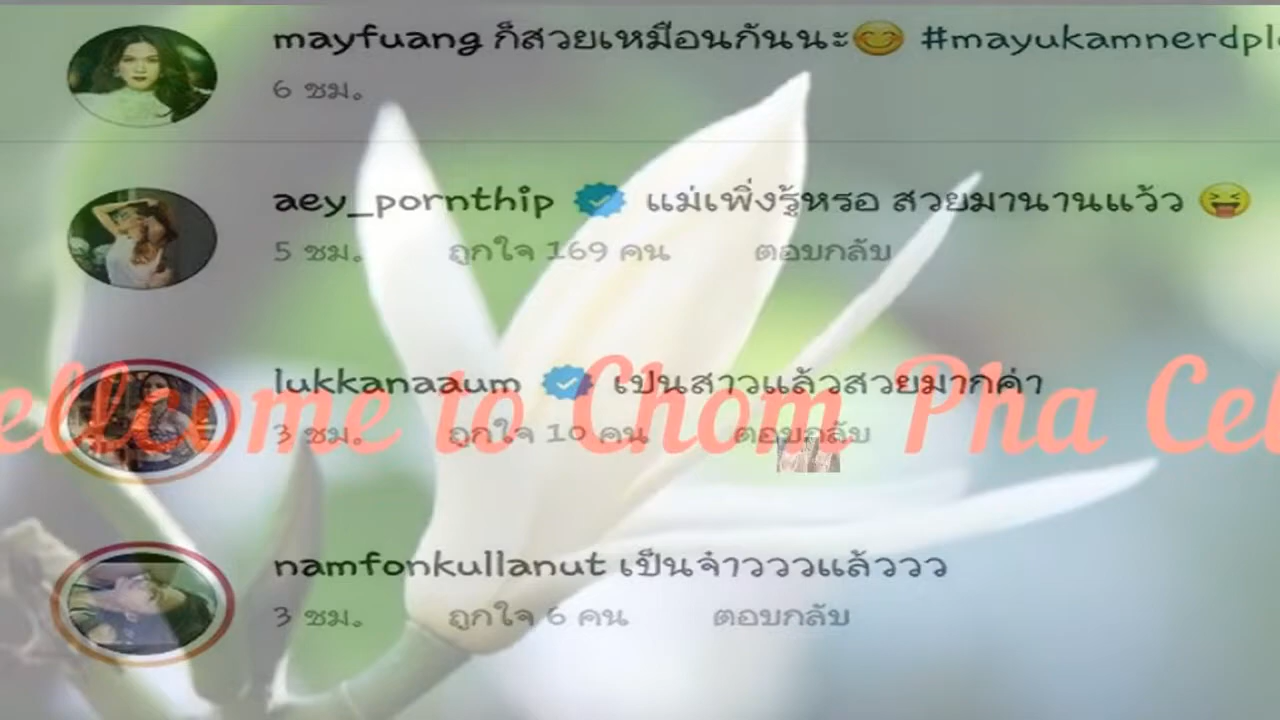 mayfuang ก็สวยเหมือนกันนะ😊 #mayukamnerdpl
6 ชม.
aey_pornthip แม่เพิ่งรู้หรอ สวยมานานแว้ว 😝
5 ชม. ถูกใจ 169 คน ตอบกลับ
lukkanaaum เป็นสาวแล้วสวยมากค่า
ellcome to Chom Pha Cel
3 ชม. ถูกใจ 10 คน ตอบกลับ
namfonkullanut เป็นจ๋าวววแล้ววว
3 ชม. ถูกใจ 6 คน ตอบกลับ